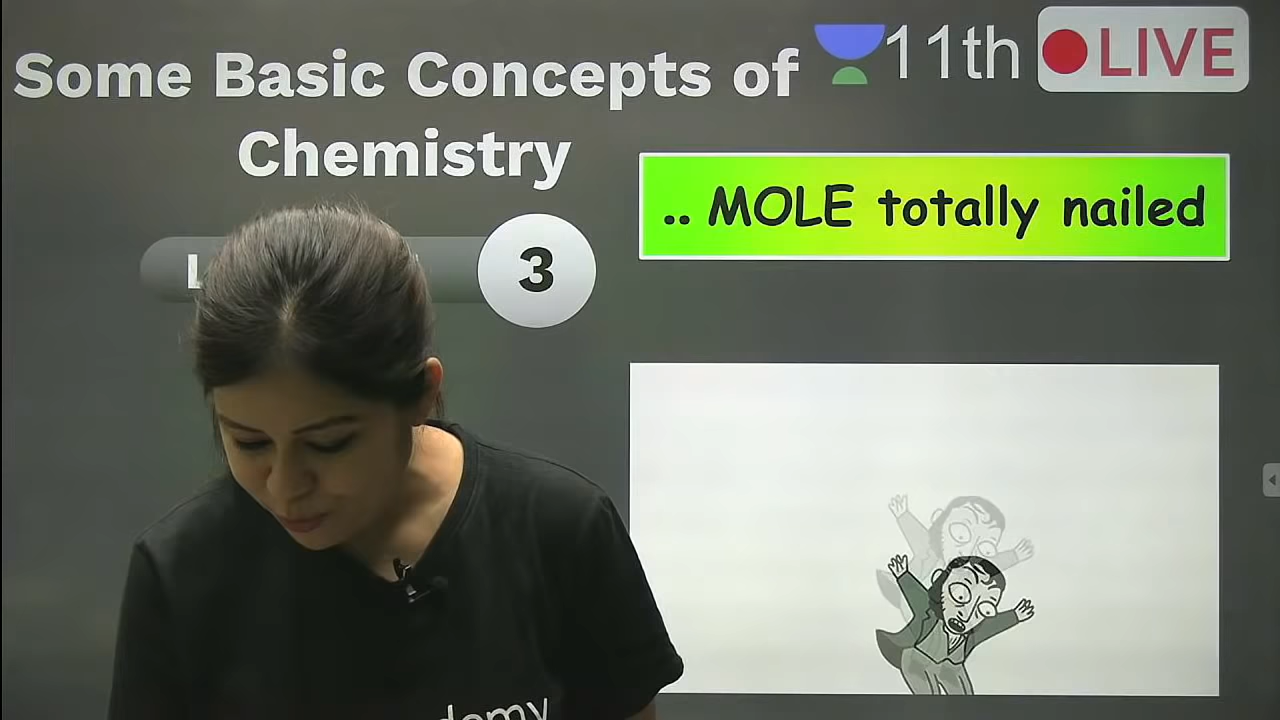 Some Basic Concepts of
Chemistry
11th
LIVE
.. MOLE totally nailed
3